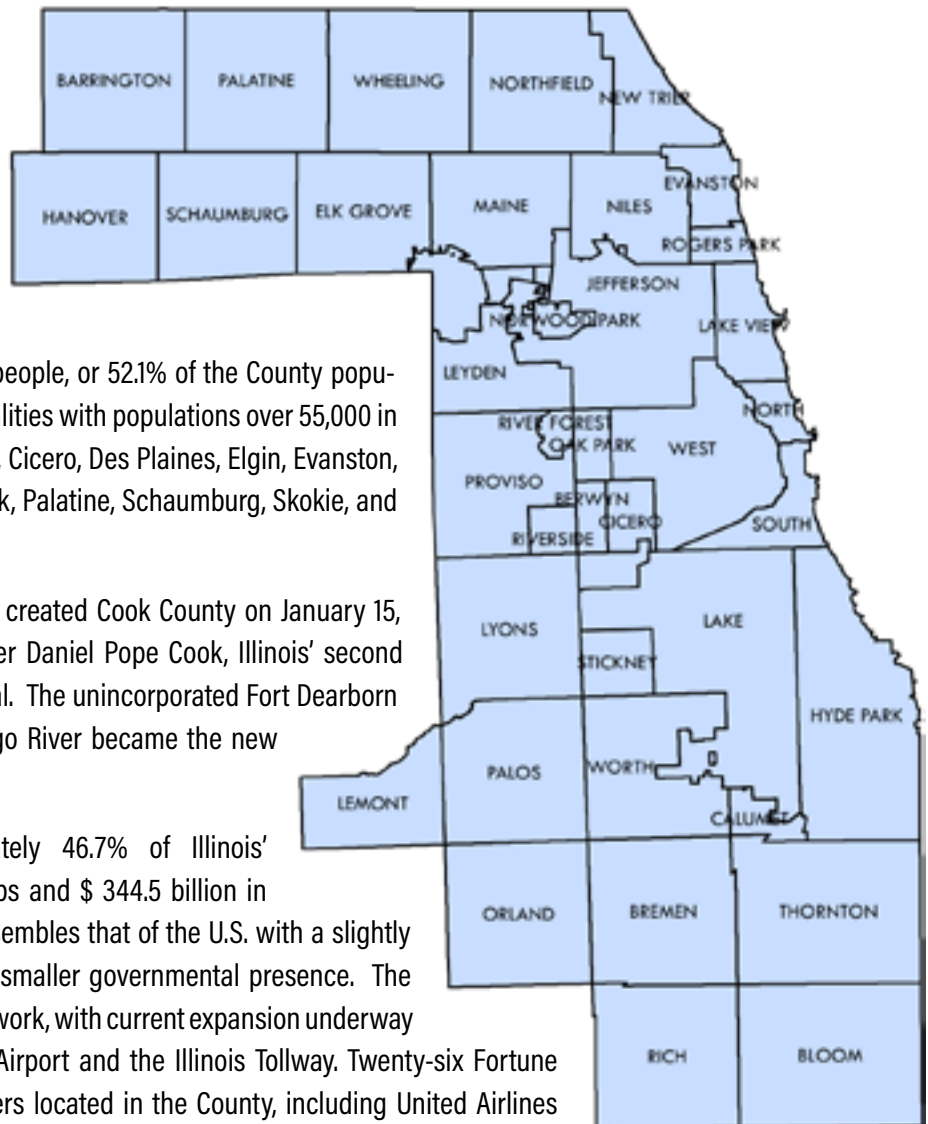 BARRINGTON
PALATINE
WHEELING
NORTHFIELD
NEW TRIER
HANOVER
SCHAUMBURG
ELK GROVE
MAINE
NILES
EVANSTON
ROGERS PARK
JEFFERSON
NORWOOD PARK
LAKE VIEW
LEYDEN
RIVER FOREST
OAK PARK
NORTH
WEST
PROVISO
BERWYN
CICERO
RIVERSIDE
SOUTH
LYONS
LAKE
STICKNEY
HYDE PARK
PALOS
WORTH
LEMONT
CALUMET
ORLAND
BREMEN
THORNTON
RICH
BLOOM
people, or 52.1% of the County popu-
lities with populations over 55,000 in
, Cicero, Des Plaines, Elgin, Evanston,
k, Palatine, Schaumburg, Skokie, and
created Cook County on January 15,
er Daniel Pope Cook, Illinois' second
l. The unincorporated Fort Dearborn
go River became the new
tely 46.7% of Illinois'
bs and $ 344.5 billion in
sembles that of the U.S. with a slightly
smaller governmental presence. The
work, with current expansion underway
Airport and the Illinois Tollway. Twenty-six Fortune
ers located in the County, including United Airlines